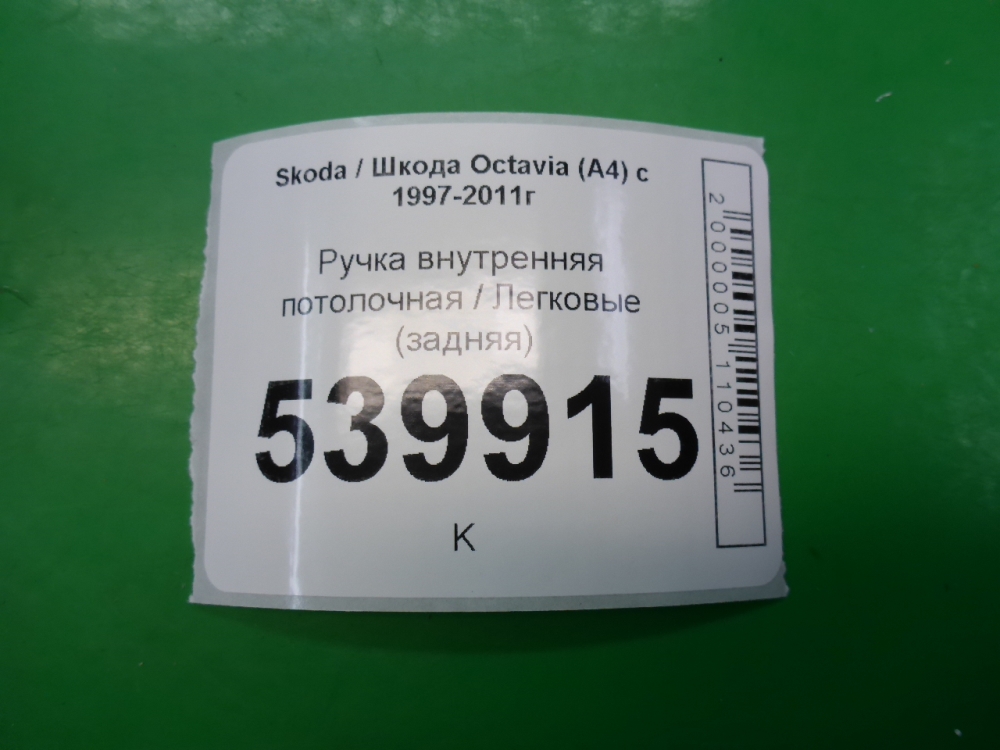 Skoda / Шкода Octavia (A4) с
1997-2011г
Ручка внутренняя
потолочная / Легковые
(задняя)
539915
К
2000005110436